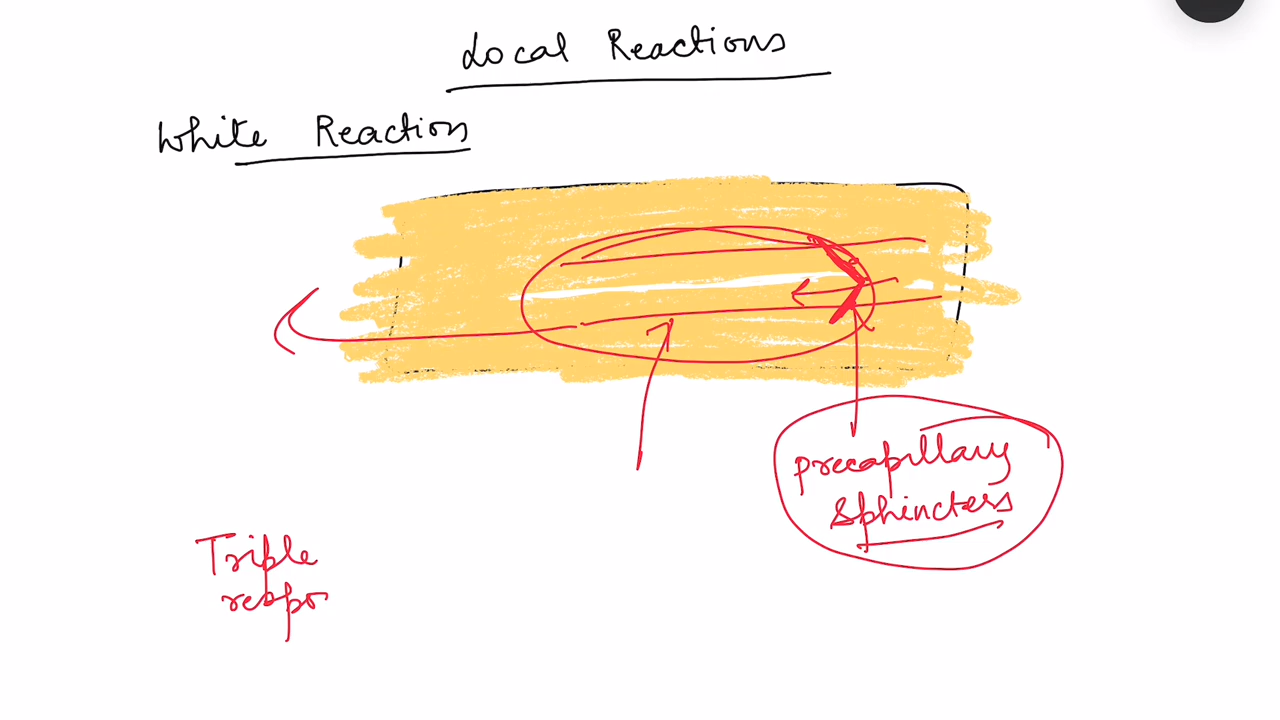 Local Reactions
White Reaction
precapillary
sphincters
Triple
respo